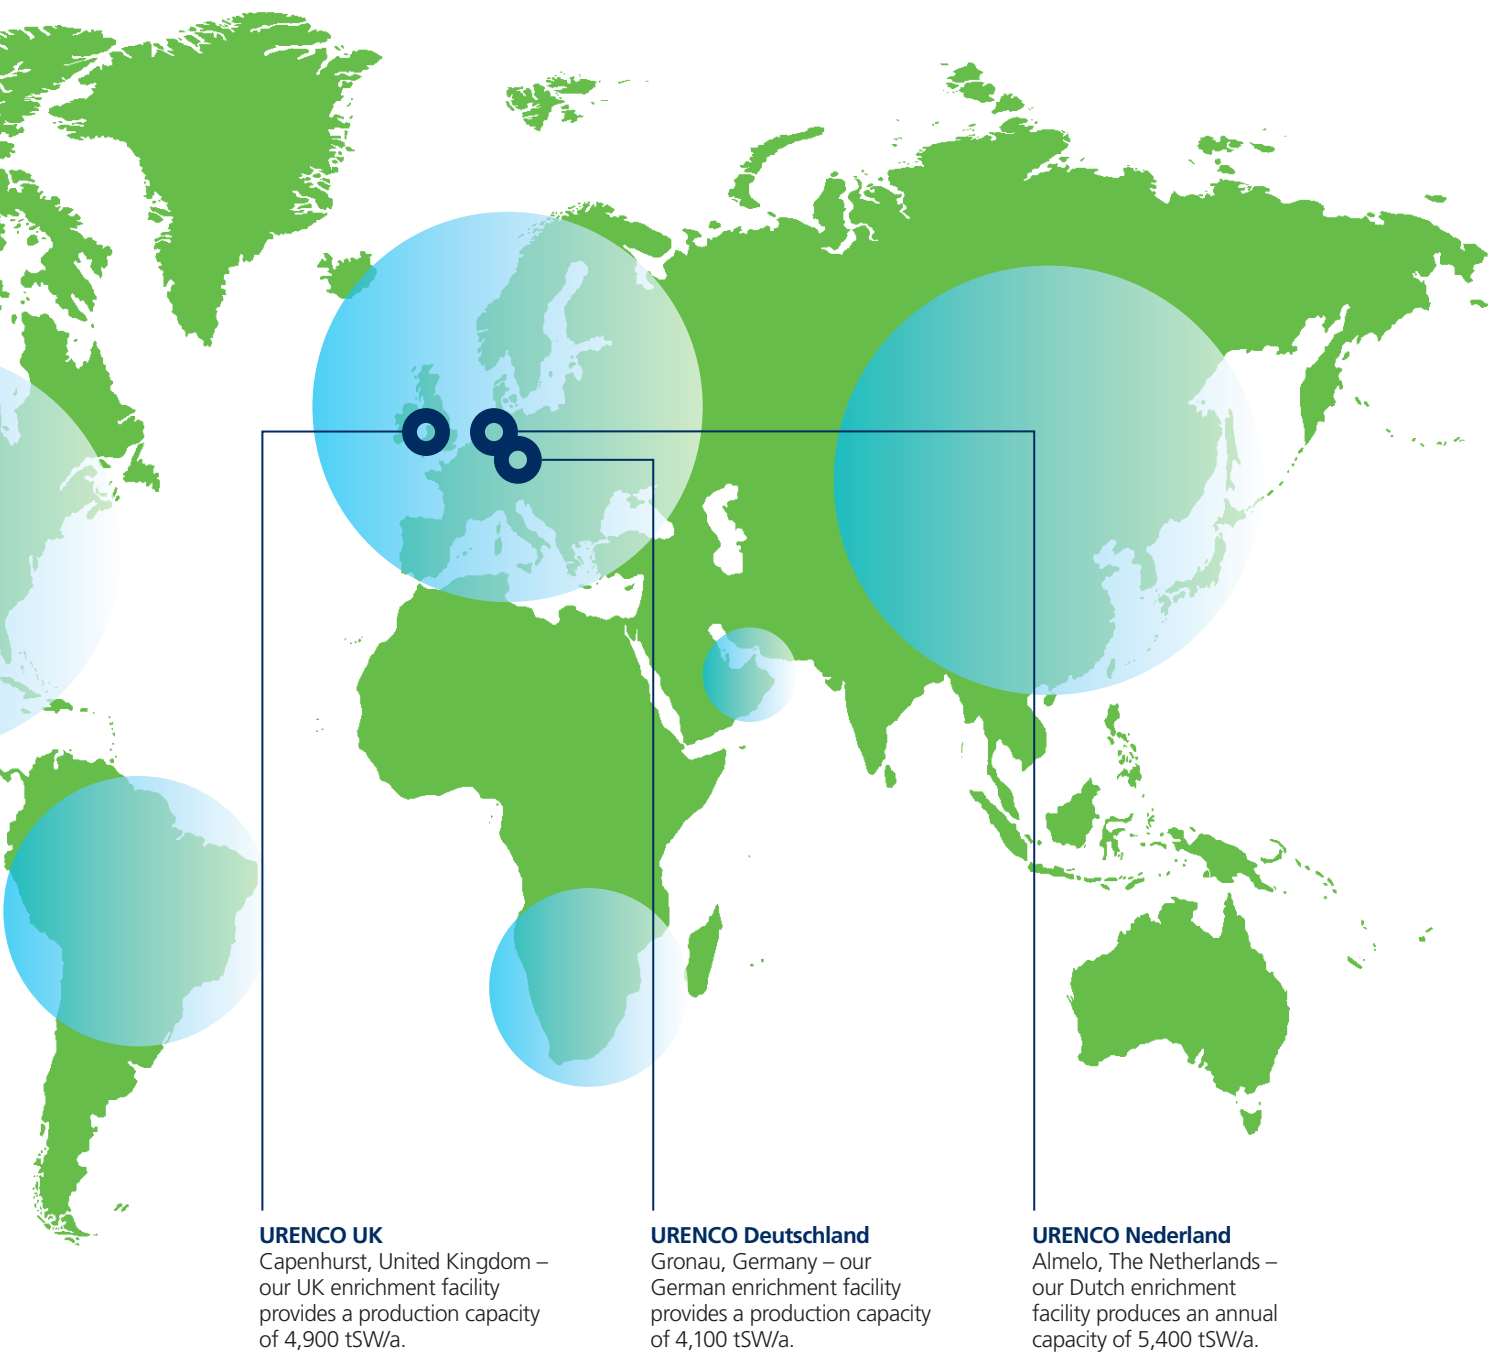 URENCO UK
Capenhurst, United Kingdom –
our UK enrichment facility
provides a production capacity
of 4,900 tSW/a.
URENCO Deutschland
Gronau, Germany – our
German enrichment facility
provides a production capacity
of 4,100 tSW/a.
URENCO Nederland
Almelo, The Netherlands –
our Dutch enrichment
facility produces an annual
capacity of 5,400 tSW/a.